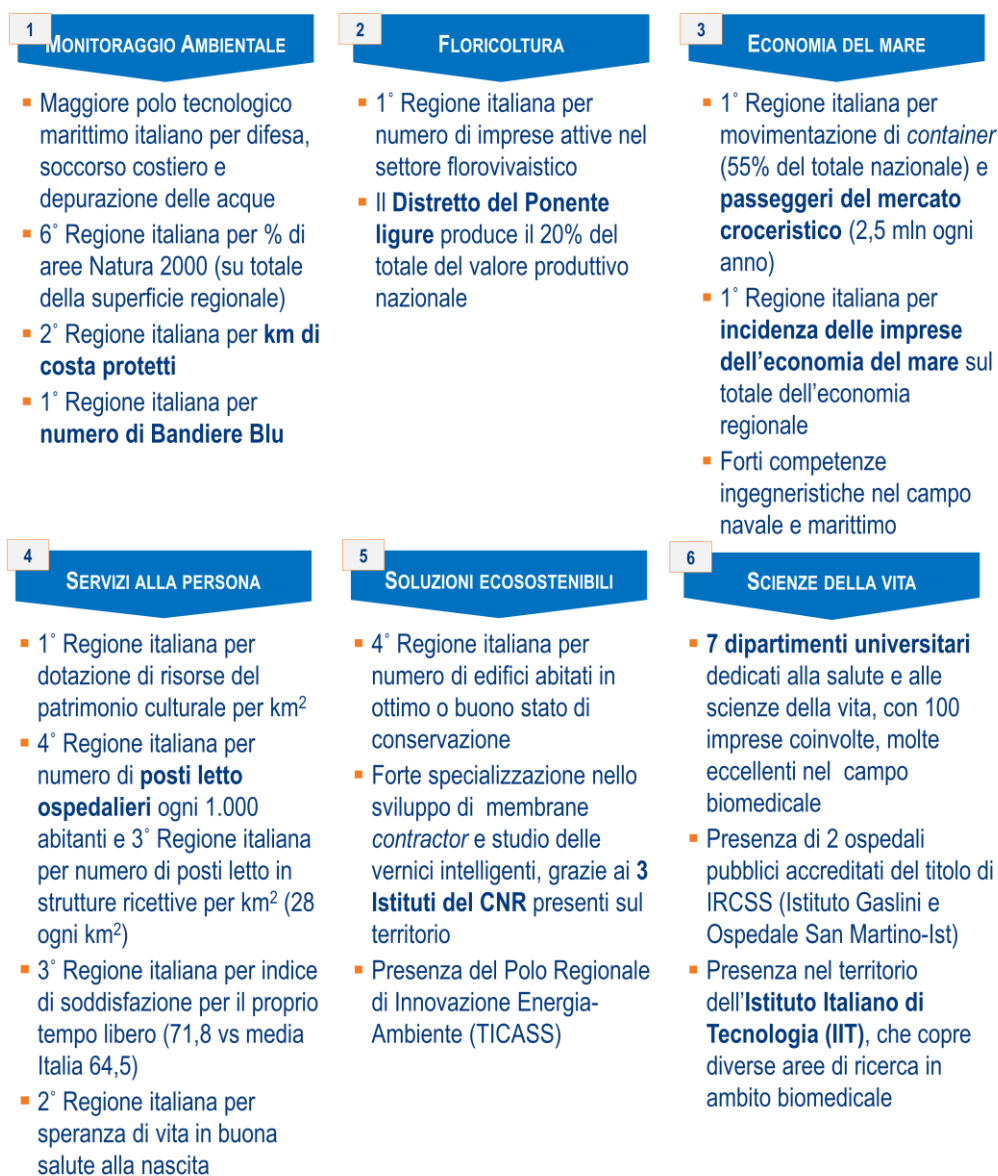 1
MONITORAGGIO AMBIENTALE
▪ Maggiore polo tecnologico
marittimo italiano per difesa,
soccorso costiero e
depurazione delle acque
▪ 6˚ Regione italiana per % di
aree Natura 2000 (su totale
della superficie regionale)
▪ 2˚ Regione italiana per km di
costa protetti
▪ 1˚ Regione italiana per
numero di Bandiere Blu
2
FLORICOLTURA
▪ 1˚ Regione italiana per
numero di imprese attive nel
settore florovivaistico
▪ Il Distretto del Ponente
ligure produce il 20% del
totale del valore produttivo
nazionale
3
ECONOMIA DEL MARE
▪ 1˚ Regione italiana per
movimentazione di container
(55% del totale nazionale) e
passeggeri del mercato
croceristico (2,5 mln ogni
anno)
▪ 1˚ Regione italiana per
incidenza delle imprese
dell’economia del mare sul
totale dell’economia
regionale
▪ Forti competenze
ingegneristiche nel campo
navale e marittimo
4
SERVIZI ALLA PERSONA
▪ 1˚ Regione italiana per
dotazione di risorse del
patrimonio culturale per km²
▪ 4˚ Regione italiana per
numero di posti letto
ospedalieri ogni 1.000
abitanti e 3˚ Regione italiana
per numero di posti letto in
strutture ricettive per km² (28
ogni km²)
▪ 3˚ Regione italiana per indice
di soddisfazione per il proprio
tempo libero (71,8 vs media
Italia 64,5)
▪ 2˚ Regione italiana per
speranza di vita in buona
salute alla nascita
5
SOLUZIONI ECOSOSTENIBILI
▪ 4˚ Regione italiana per
numero di edifici abitati in
ottimo o buono stato di
conservazione
▪ Forte specializzazione nello
sviluppo di membrane
contractor e studio delle
vernici intelligenti, grazie ai 3
Istituti del CNR presenti sul
territorio
▪ Presenza del Polo Regionale
di Innovazione Energia-
Ambiente (TICASS)
6
SCIENZE DELLA VITA
▪ 7 dipartimenti universitari
dedicati alla salute e alle
scienze della vita, con 100
imprese coinvolte, molte
eccellenti nel campo
biomedicale
▪ Presenza di 2 ospedali
pubblici accreditati del titolo di
IRCSS (Istituto Gaslini e
Ospedale San Martino-Ist)
▪ Presenza nel territorio
dell’Istituto Italiano di
Tecnologia (IIT), che copre
diverse aree di ricerca in
ambito biomedicale